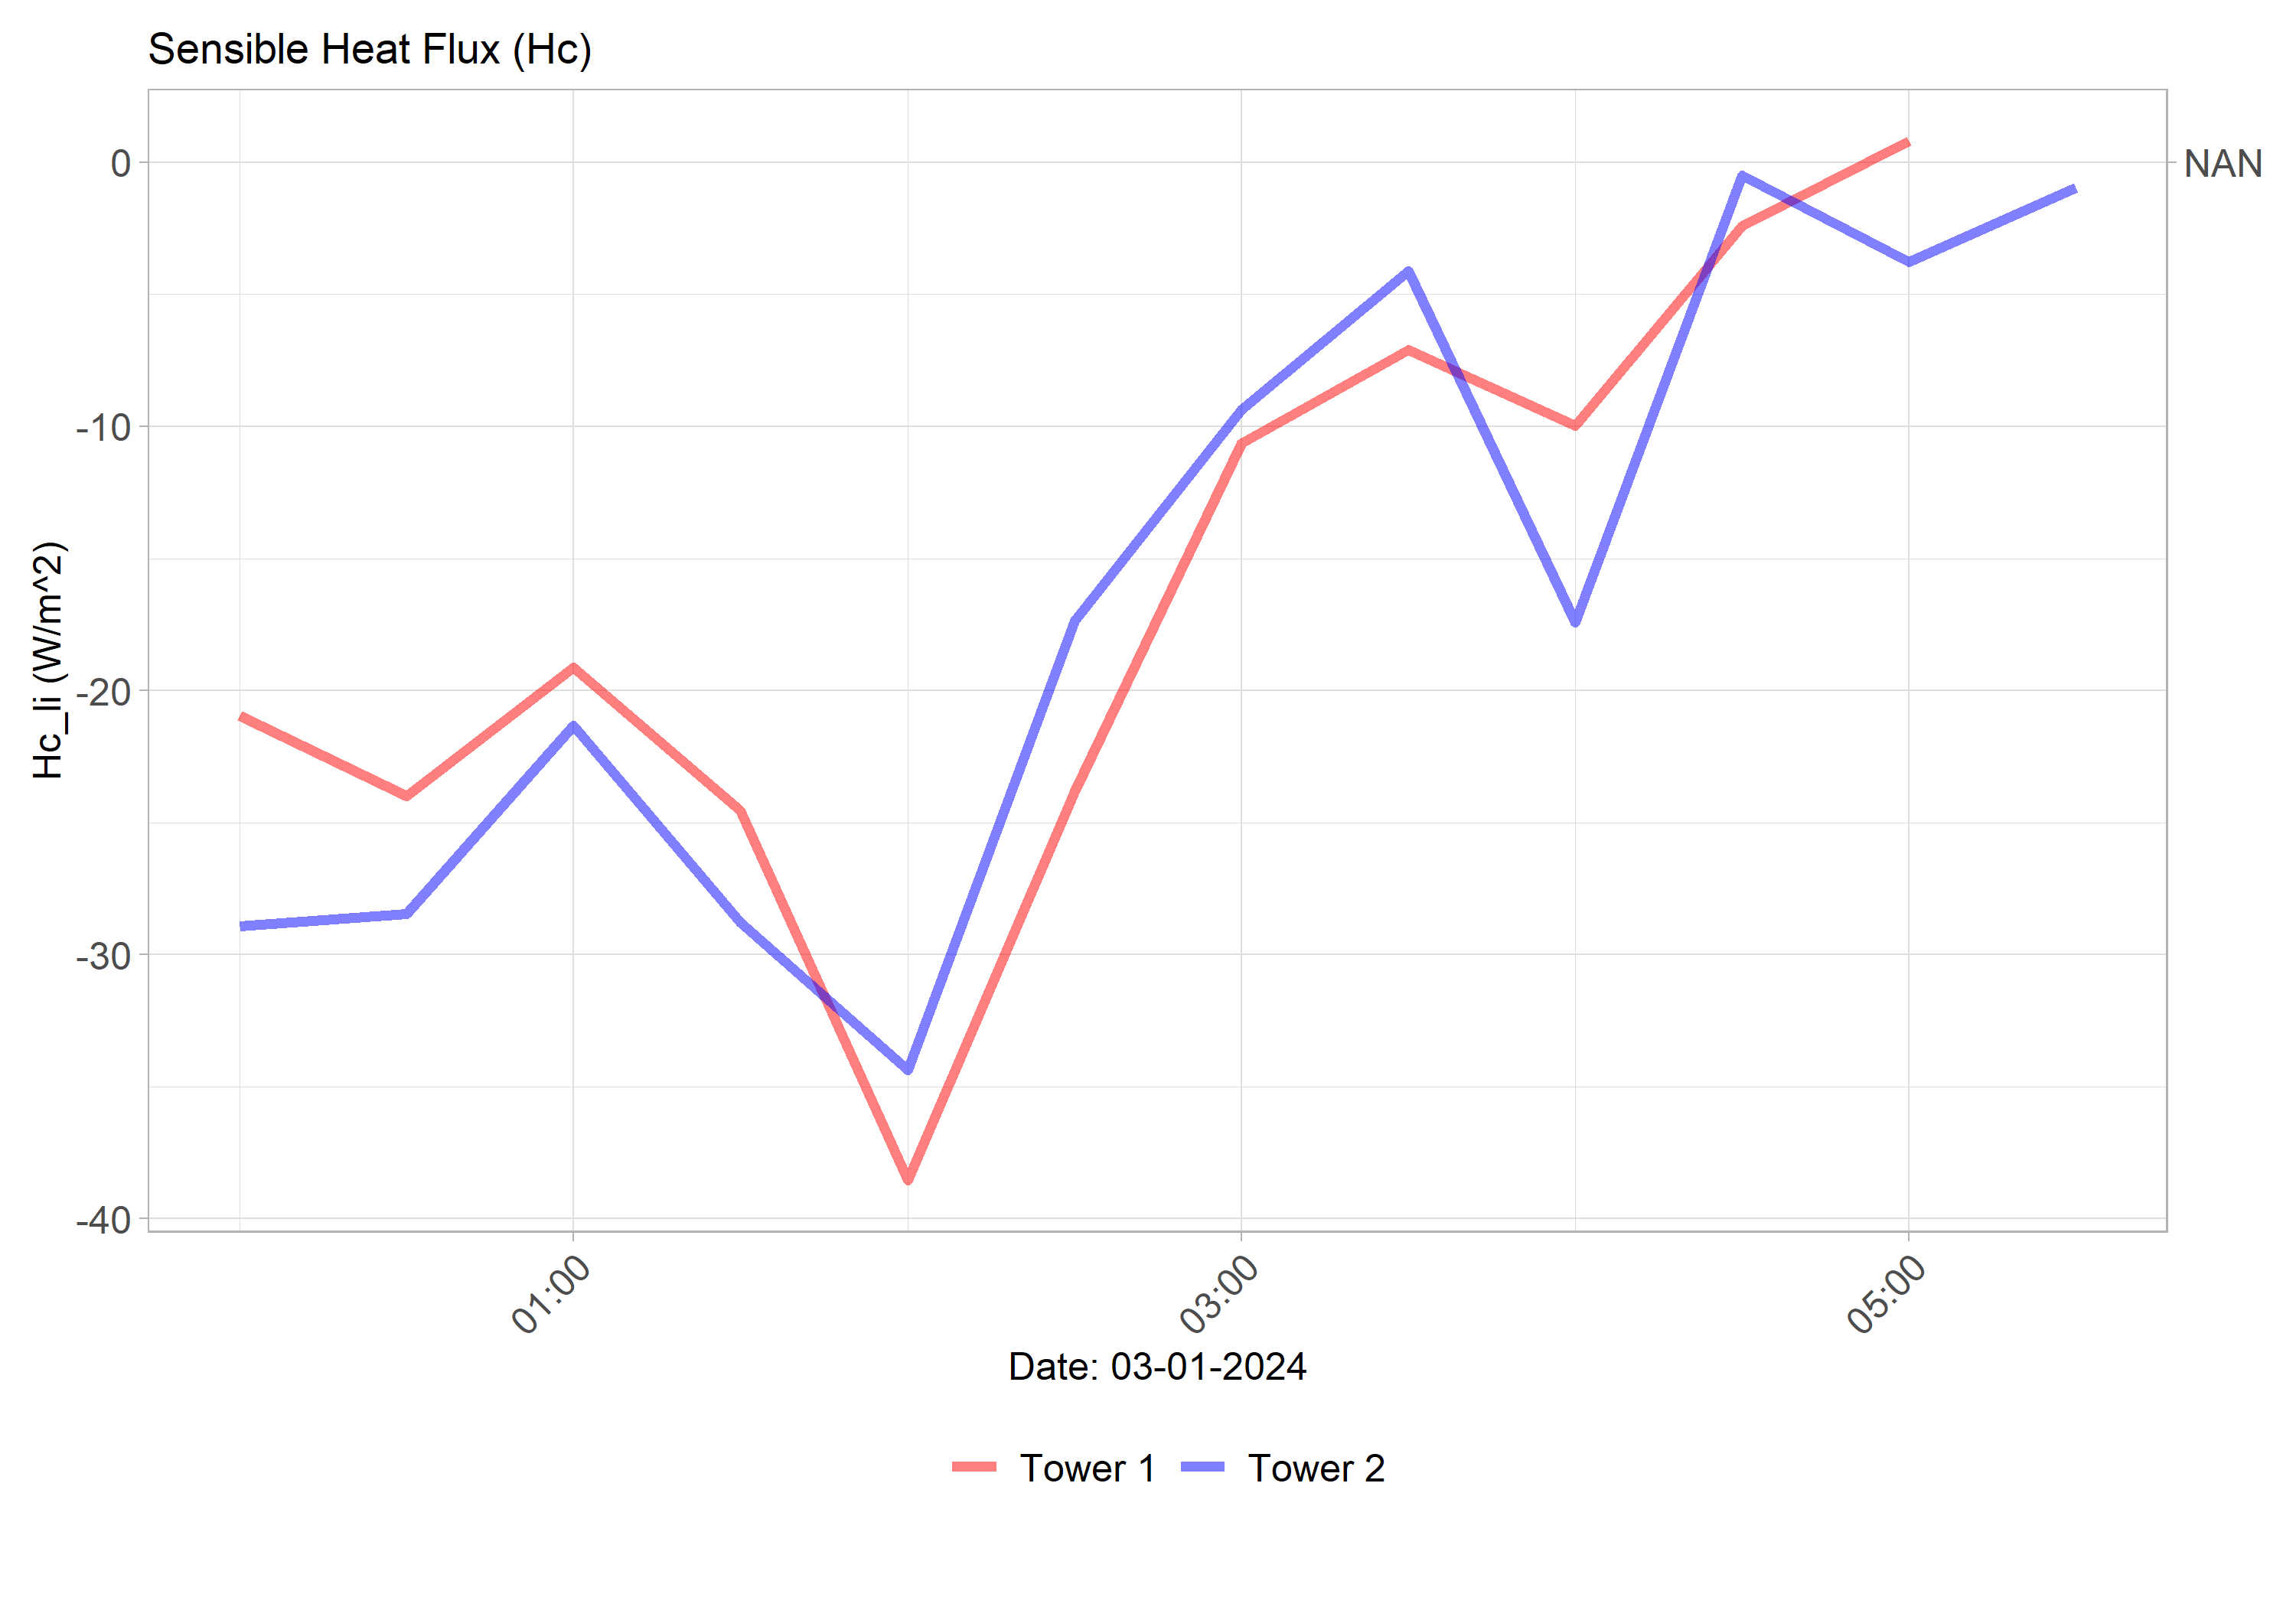 Sensible Heat Flux (Hc)
0
NAN
-10
-20
-30
-40
Hc_li (W/m^2)
01:00
03:00
05:00
Date: 03-01-2024
Tower 1
Tower 2